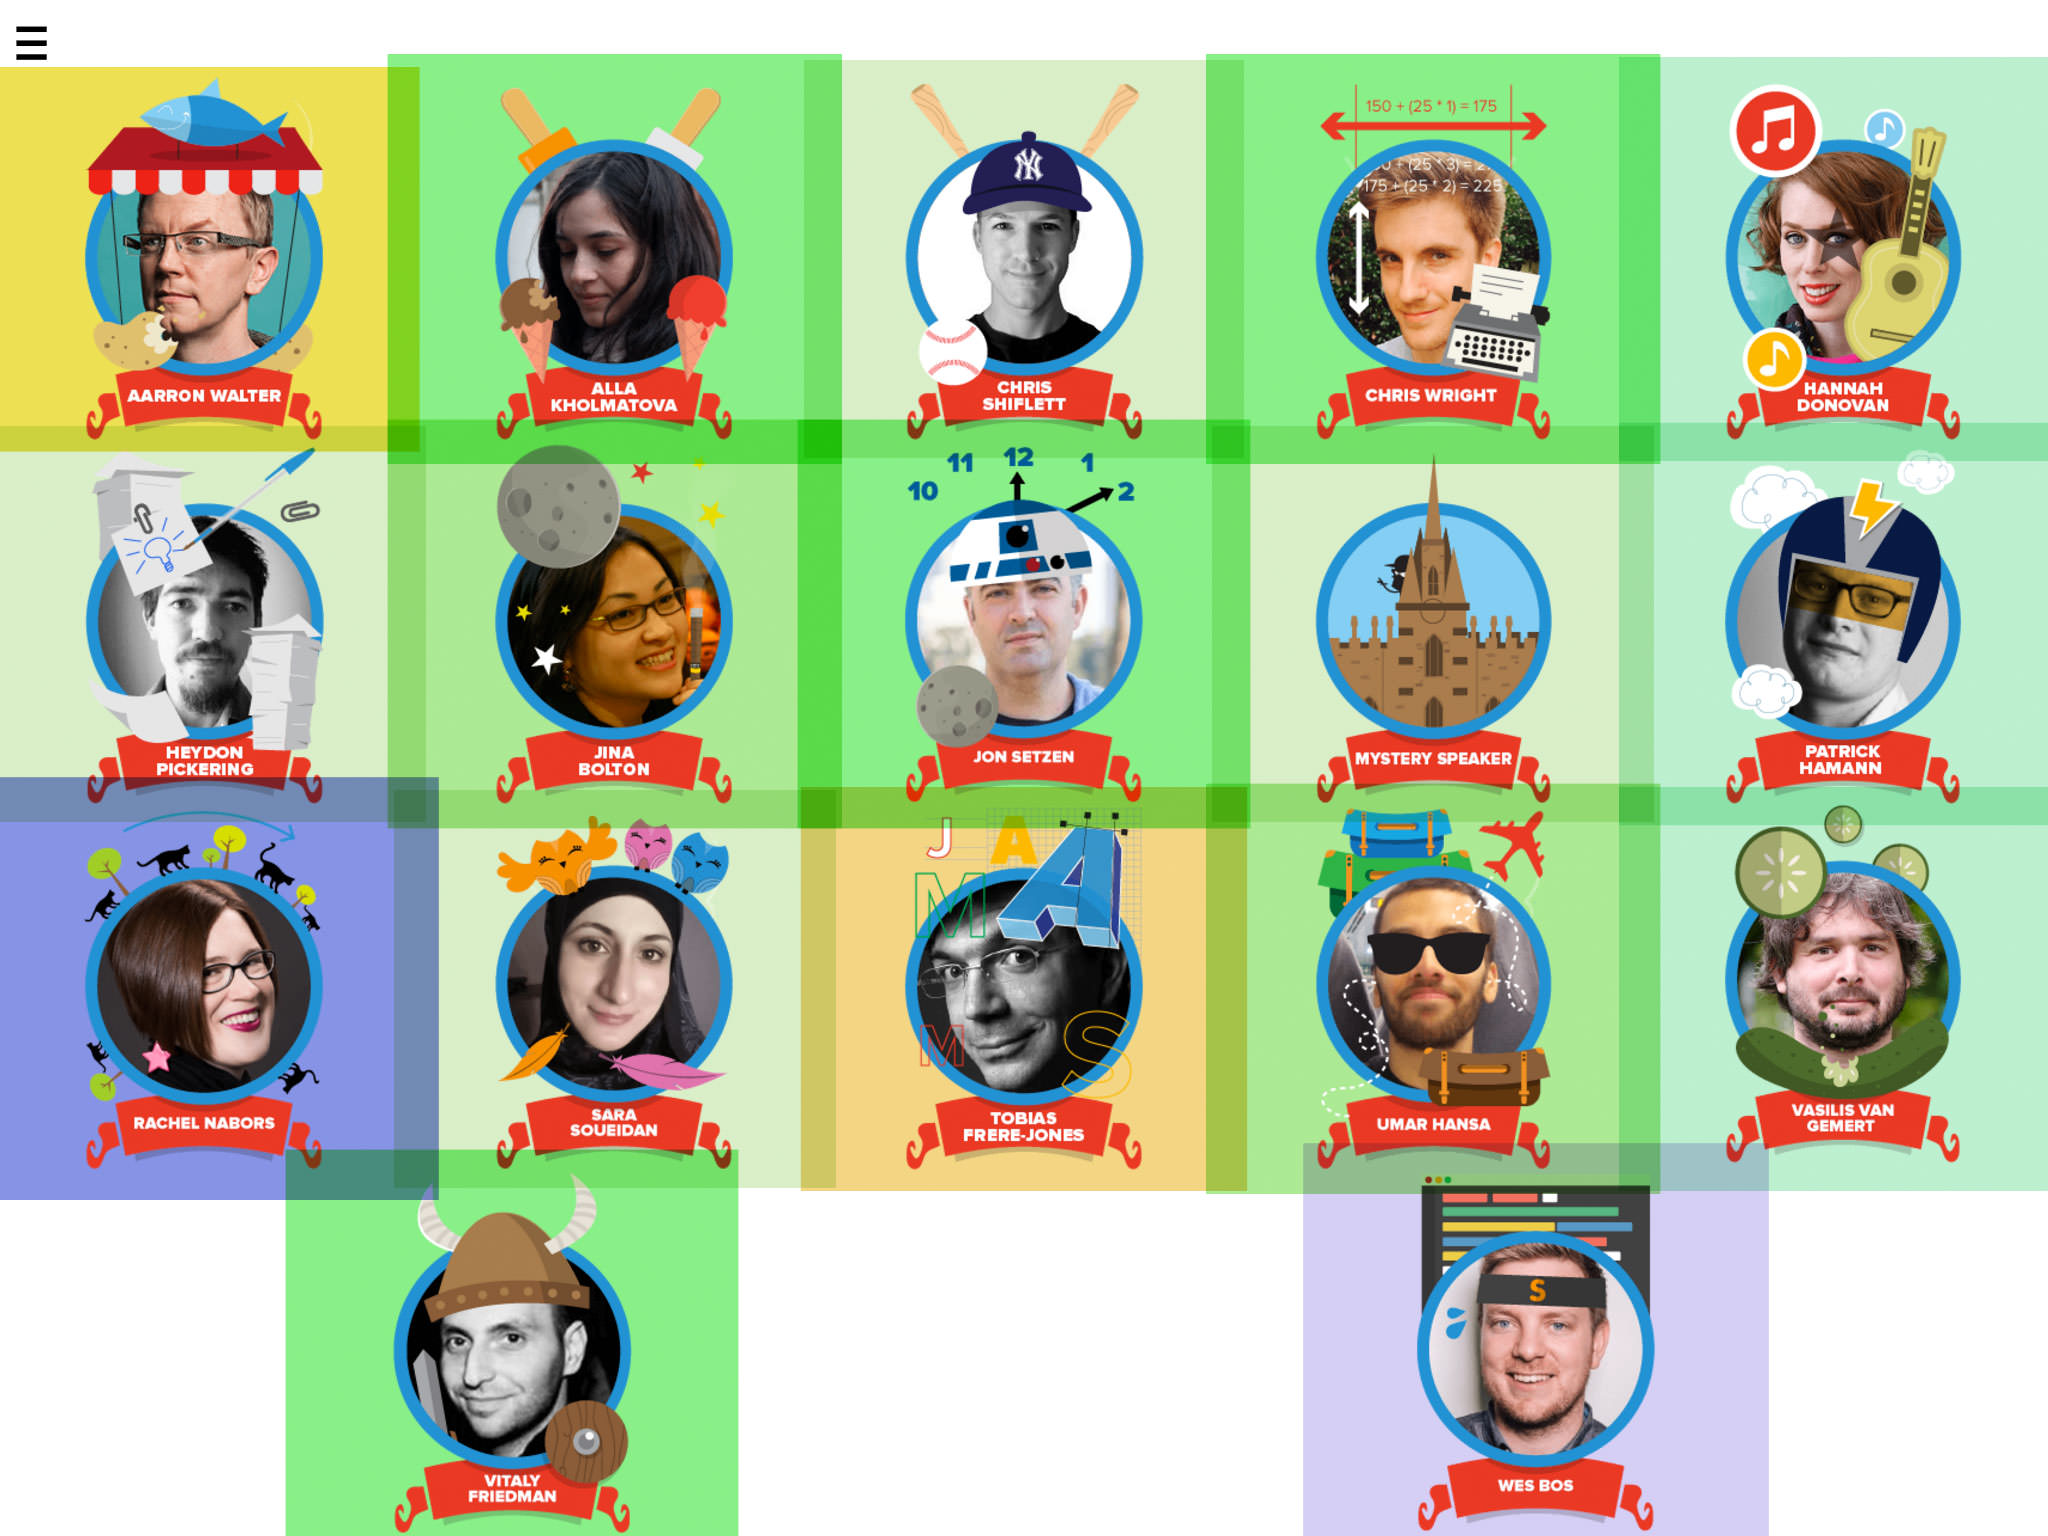 150 + (25 * 1) = 175
+ (25 * 3) =
175 + (25 * 2) = 225
NY
AARRON WALTER
ALLA
KHOLMATOVA
CHRIS
SHIFLETT
CHRIS WRIGHT
HANNAH
DONOVAN
11 12 1
10 2
HEYDON
PICKERING
JINA
BOLTON
JON SETZEN
MYSTERY SPEAKER
PATRICK
HAMANN
J A A
M
M S
RACHEL NABORS
SARA
SOUEIDAN
TOBIAS
FRERE-JONES
UMAR HANSA
VASILIS VAN
GEMERT
S
VITALY
FRIEDMAN
WES BOS